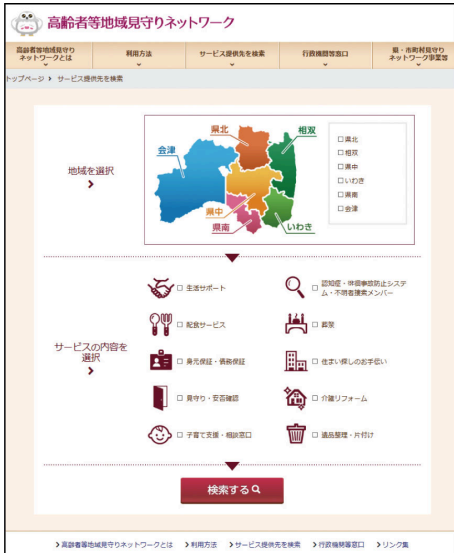 高齢者等地域見守りネットワーク
高齢者等地域見守り
ネットワークとは
利用方法
サービス提供先を検索
行政機関等窓口
県・市町村見守り
ネットワーク事業等
トップページ サービス提供先を検索
地域を選択
県北
相双
会津
県中
県南
いわき
県北
相双
県中
いわき
県南
会津
サービスの内容を
選択
生活サポート
認知症・徘徊事故防止システ
ム・不明者捜索メンバー
配食サービス
葬祭
身元保証・債務保証
住まい探しのお手伝い
見守り・安否確認
介護リフォーム
子育て支援・相談窓口
遺品整理・片付け
検索する
高齢者等地域見守りネットワークとは 利用方法 サービス提供先を検索 行政機関等窓口 リンク集